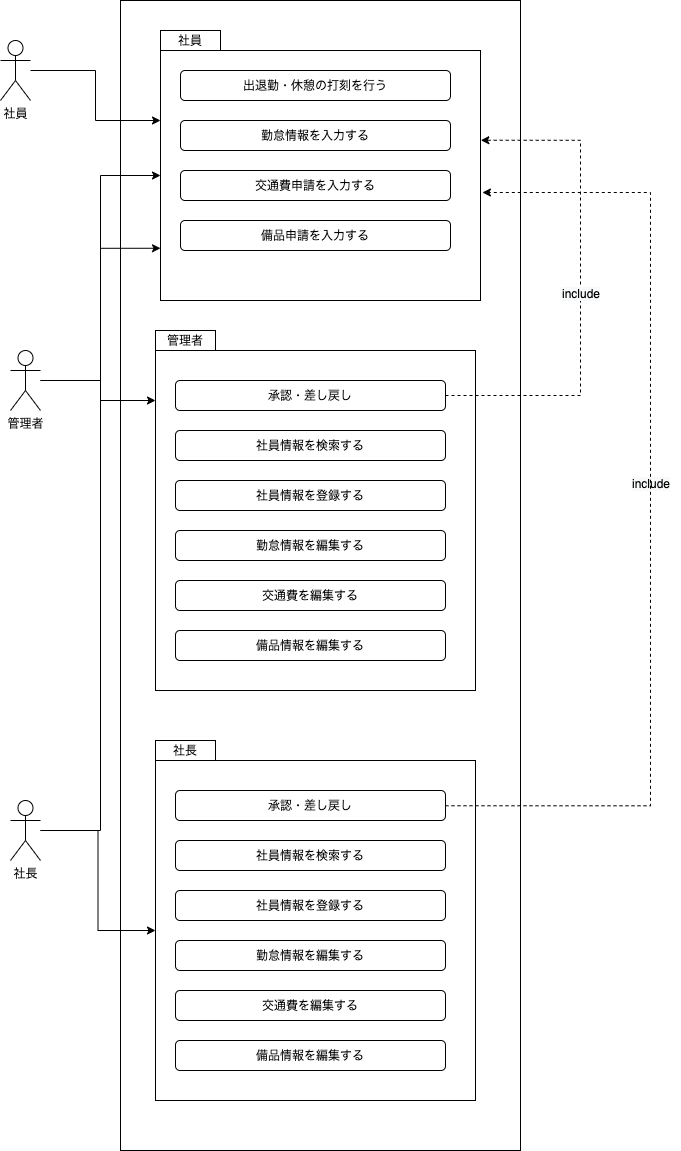 社員
出退勤・休憩の打刻を行う
社員
勤怠情報を入力する
交通費申請を入力する
備品申請を入力する
include
管理者
承認・差し戻し
管理者
社員情報を検索する
include
社員情報を登録する
勤怠情報を編集する
交通費を編集する
備品情報を編集する
社長
承認・差し戻し
社員情報を検索する
社長
社員情報を登録する
勤怠情報を編集する
交通費を編集する
備品情報を編集する